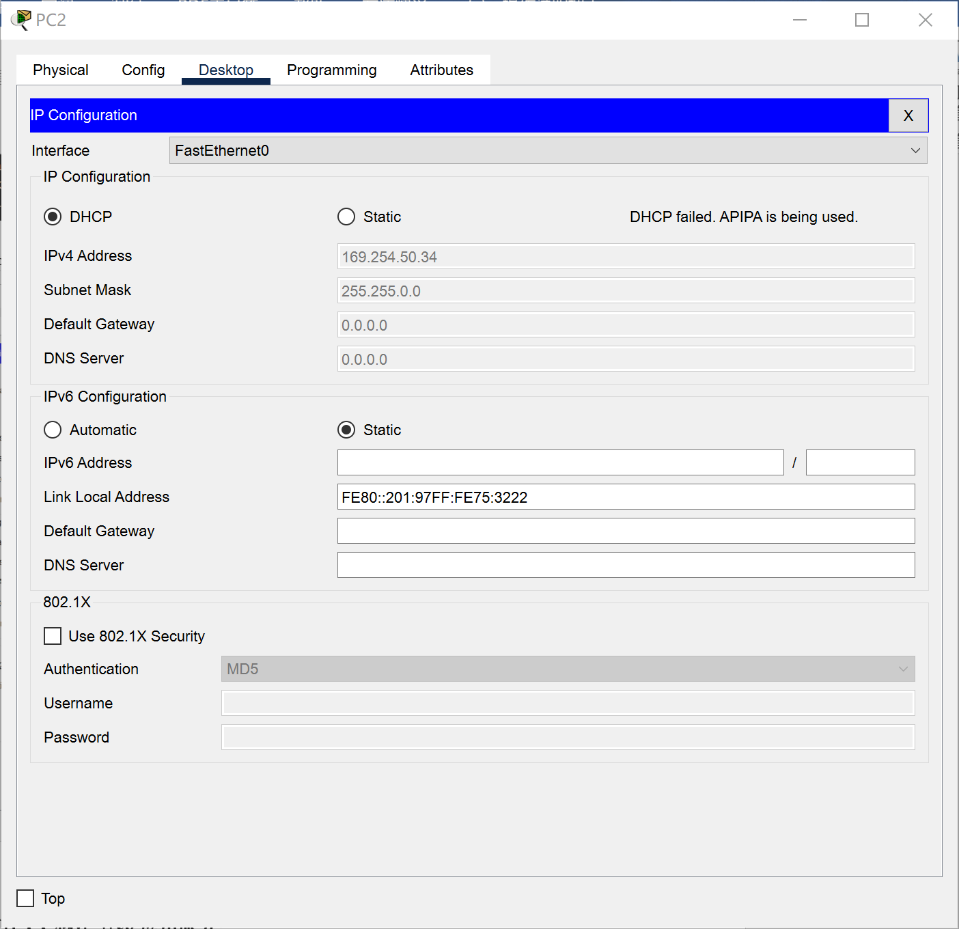 PC2
Physical Config Desktop Programming Attributes
IP Configuration X
Interface FastEthernet0
IP Configuration
DHCP Static DHCP failed. APIPA is being used.
IPv4 Address 169.254.50.34
Subnet Mask 255.255.0.0
Default Gateway 0.0.0.0
DNS Server 0.0.0.0
IPv6 Configuration
Automatic Static
IPv6 Address /
Link Local Address FE80::201:97FF:FE75:3222
Default Gateway
DNS Server
802.1X
Use 802.1X Security
Authentication MD5
Username
Password
Top